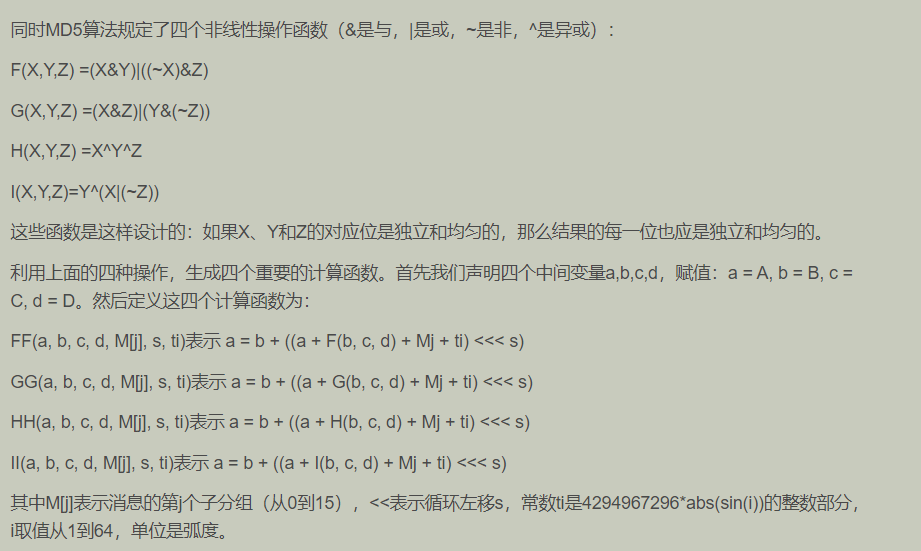 同时MD5算法规定了四个非线性操作函数（&是与，|是或，~是非，^是异或）：
F(X,Y,Z) =(X&Y)|((~X)&Z)
G(X,Y,Z) =(X&Z)|(Y&(~Z))
H(X,Y,Z) =X^Y^Z
I(X,Y,Z)=Y^(X|(~Z))
这些函数是这样设计的：如果X、Y和Z的对应位是独立和均匀的，那么结果的每一位也应是独立和均匀的。
利用上面的四种操作，生成四个重要的计算函数。首先我们声明四个中间变量a,b,c,d，赋值：a = A, b = B, c =
C, d = D。然后定义这四个计算函数为：
FF(a, b, c, d, M[j], s, ti)表示 a = b + ((a + F(b, c, d) + Mj + ti) <<< s)
GG(a, b, c, d, M[j], s, ti)表示 a = b + ((a + G(b, c, d) + Mj + ti) <<< s)
HH(a, b, c, d, M[j], s, ti)表示 a = b + ((a + H(b, c, d) + Mj + ti) <<< s)
II(a, b, c, d, M[j], s, ti)表示 a = b + ((a + I(b, c, d) + Mj + ti) <<< s)
其中M[j]表示消息的第j个子分组（从0到15），<<表示循环左移s，常数ti是4294967296*abs(sin(i))的整数部分，
i取值从1到64，单位是弧度。